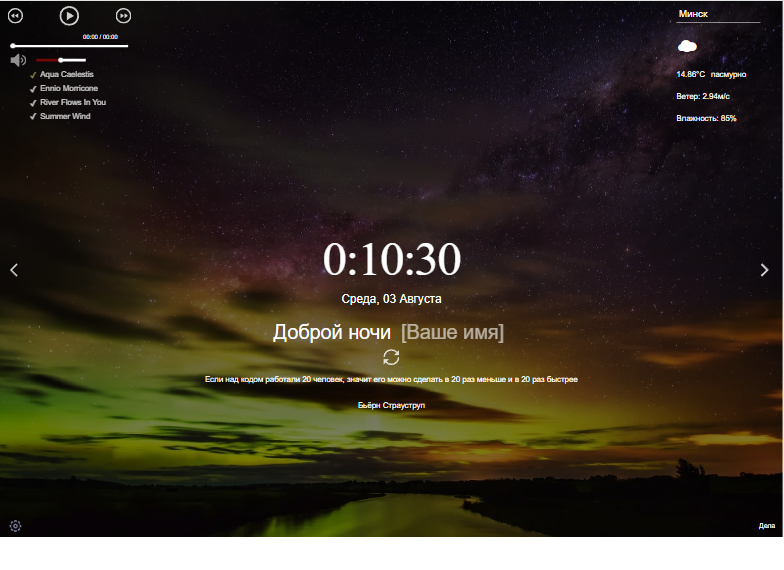 00:00 / 00:00
Aqua Caelestis
Ennio Morricone
River Flows In You
Summer Wind
Минск
14.86°C пасмурно
Ветер: 2.94м/с
Влажность: 65%
0:10:30
Среда, 03 Августа
Доброй ночи [Ваше имя]
Если над кодом работали 20 человек, значит его можно сделать в 20 раз меньше и в 20 раз быстрее
Бьёрн Страуструп
Дела